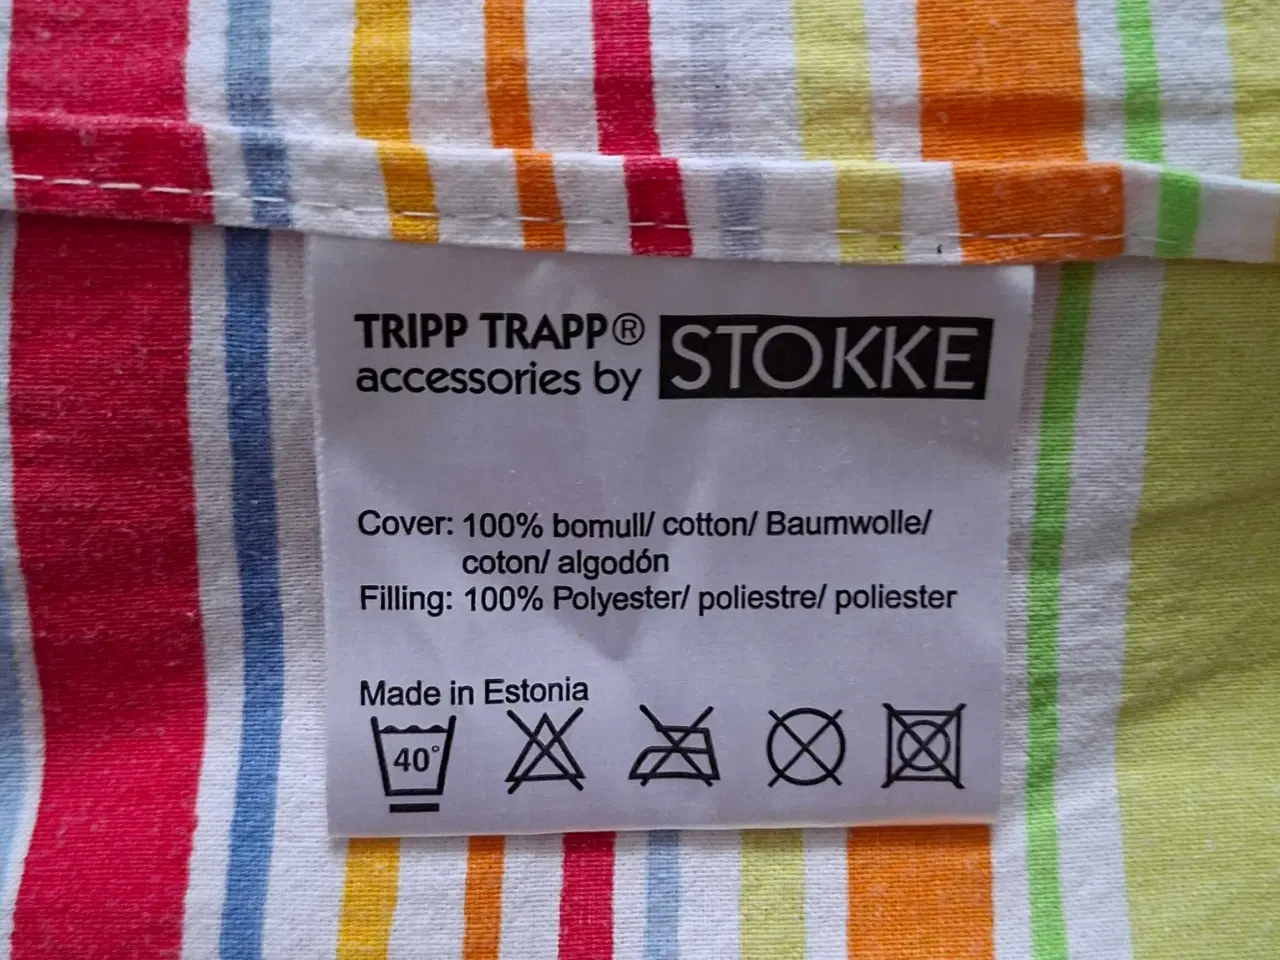 TRIPP TRAPP®
accessories by STOKKE
Cover: 100% bomull/ cotton/ Baumwolle/
coton/ algodón
Filling: 100% Polyester/ poliestre/ poliester
Made in Estonia
40°